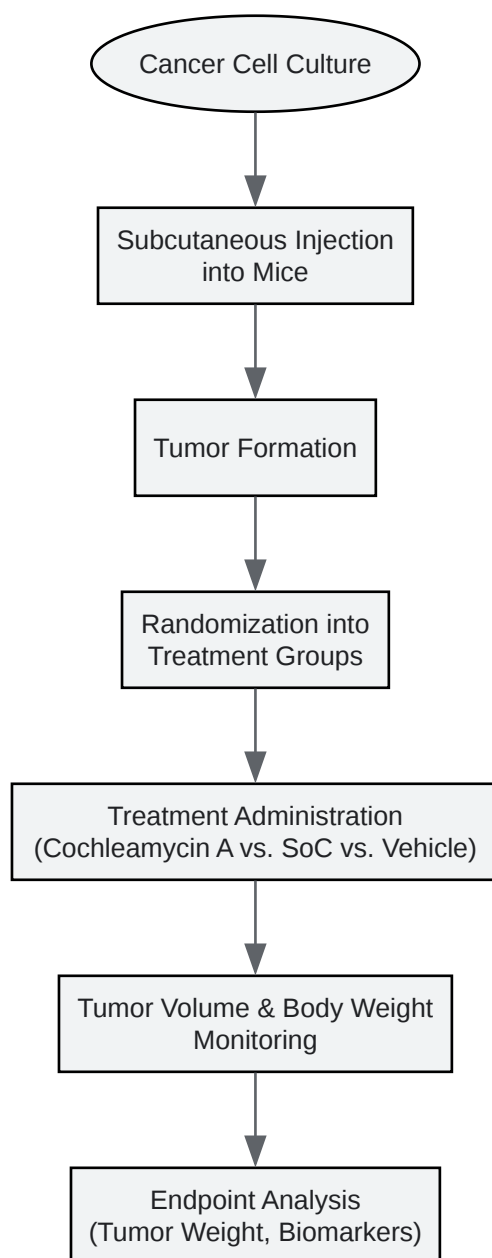 Cancer Cell Culture
Subcutaneous Injection
into Mice
Tumor Formation
Randomization into
Treatment Groups
Treatment Administration
(Cochleamycin A vs. SoC vs. Vehicle)
Tumor Volume & Body Weight
Monitoring
Endpoint Analysis
(Tumor Weight, Biomarkers)